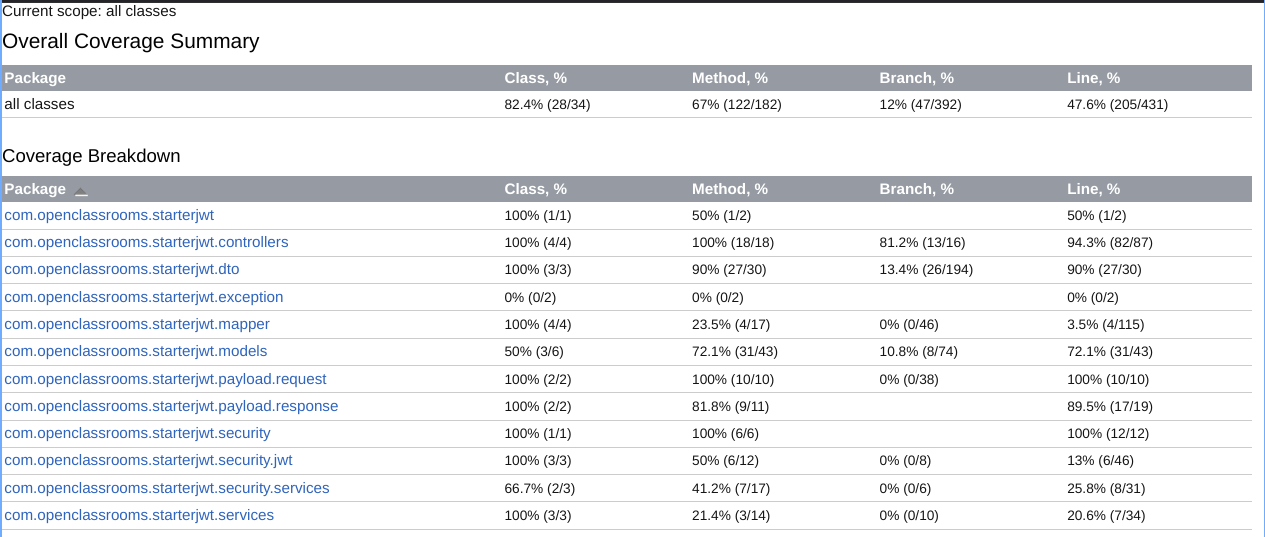 Current scope: all classes
Overall Coverage Summary
Package Class, % Method, % Branch, % Line, %
all classes 82.4% (28/34) 67% (122/182) 12% (47/392) 47.6% (205/431)
Coverage Breakdown
Package Class, % Method, % Branch, % Line, %
com.openclassrooms.starterjwt 100% (1/1) 50% (1/2) 50% (1/2)
com.openclassrooms.starterjwt.controllers 100% (4/4) 100% (18/18) 81.2% (13/16) 94.3% (82/87)
com.openclassrooms.starterjwt.dto 100% (3/3) 90% (27/30) 13.4% (26/194) 90% (27/30)
com.openclassrooms.starterjwt.exception 0% (0/2) 0% (0/2) 0% (0/2)
com.openclassrooms.starterjwt.mapper 100% (4/4) 23.5% (4/17) 0% (0/46) 3.5% (4/115)
com.openclassrooms.starterjwt.models 50% (3/6) 72.1% (31/43) 10.8% (8/74) 72.1% (31/43)
com.openclassrooms.starterjwt.payload.request 100% (2/2) 100% (10/10) 0% (0/38) 100% (10/10)
com.openclassrooms.starterjwt.payload.response 100% (2/2) 81.8% (9/11) 89.5% (17/19)
com.openclassrooms.starterjwt.security 100% (1/1) 100% (6/6) 100% (12/12)
com.openclassrooms.starterjwt.security.jwt 100% (3/3) 50% (6/12) 0% (0/8) 13% (6/46)
com.openclassrooms.starterjwt.security.services 66.7% (2/3) 41.2% (7/17) 0% (0/6) 25.8% (8/31)
com.openclassrooms.starterjwt.services 100% (3/3) 21.4% (3/14) 0% (0/10) 20.6% (7/34)